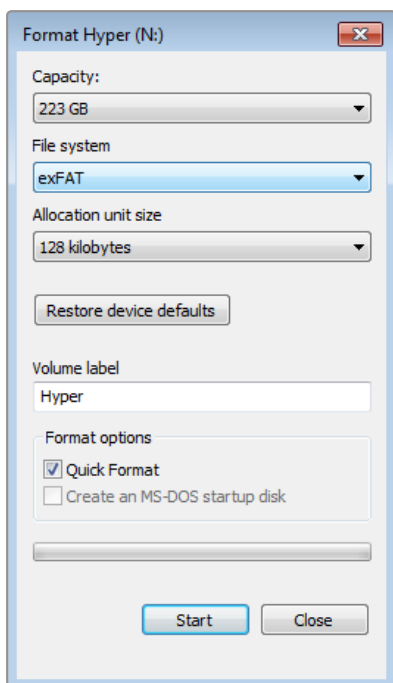 Format Hyper (N:)
Capacity:
223 GB
File system
exFAT
Allocation unit size
128 kilobytes
Restore device defaults
Volume label
Hyper
Format options
Quick Format
Create an MS-DOS startup disk
Start Close